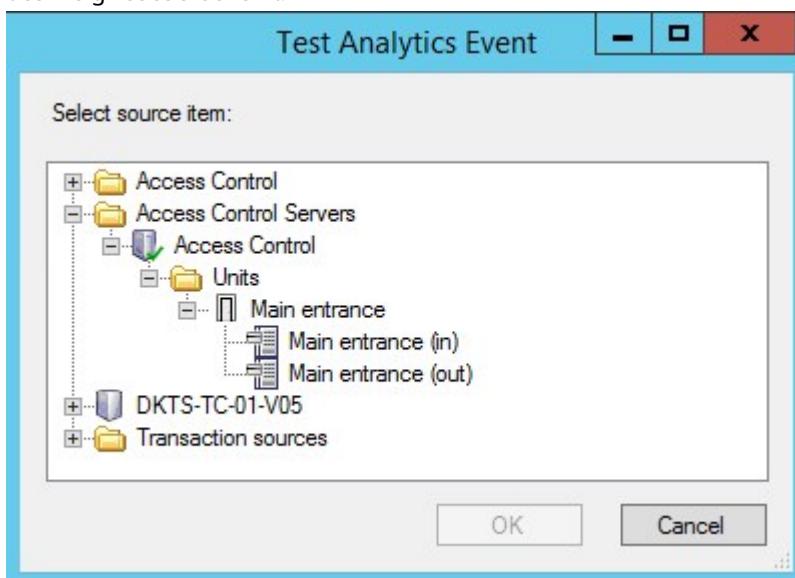 Test Analytics Event
Select source item:
Access Control
Access Control Servers
Access Control
Units
Main entrance
Main entrance (in)
Main entrance (out)
DKTS-TC-01-V05
Transaction sources
OK Cancel